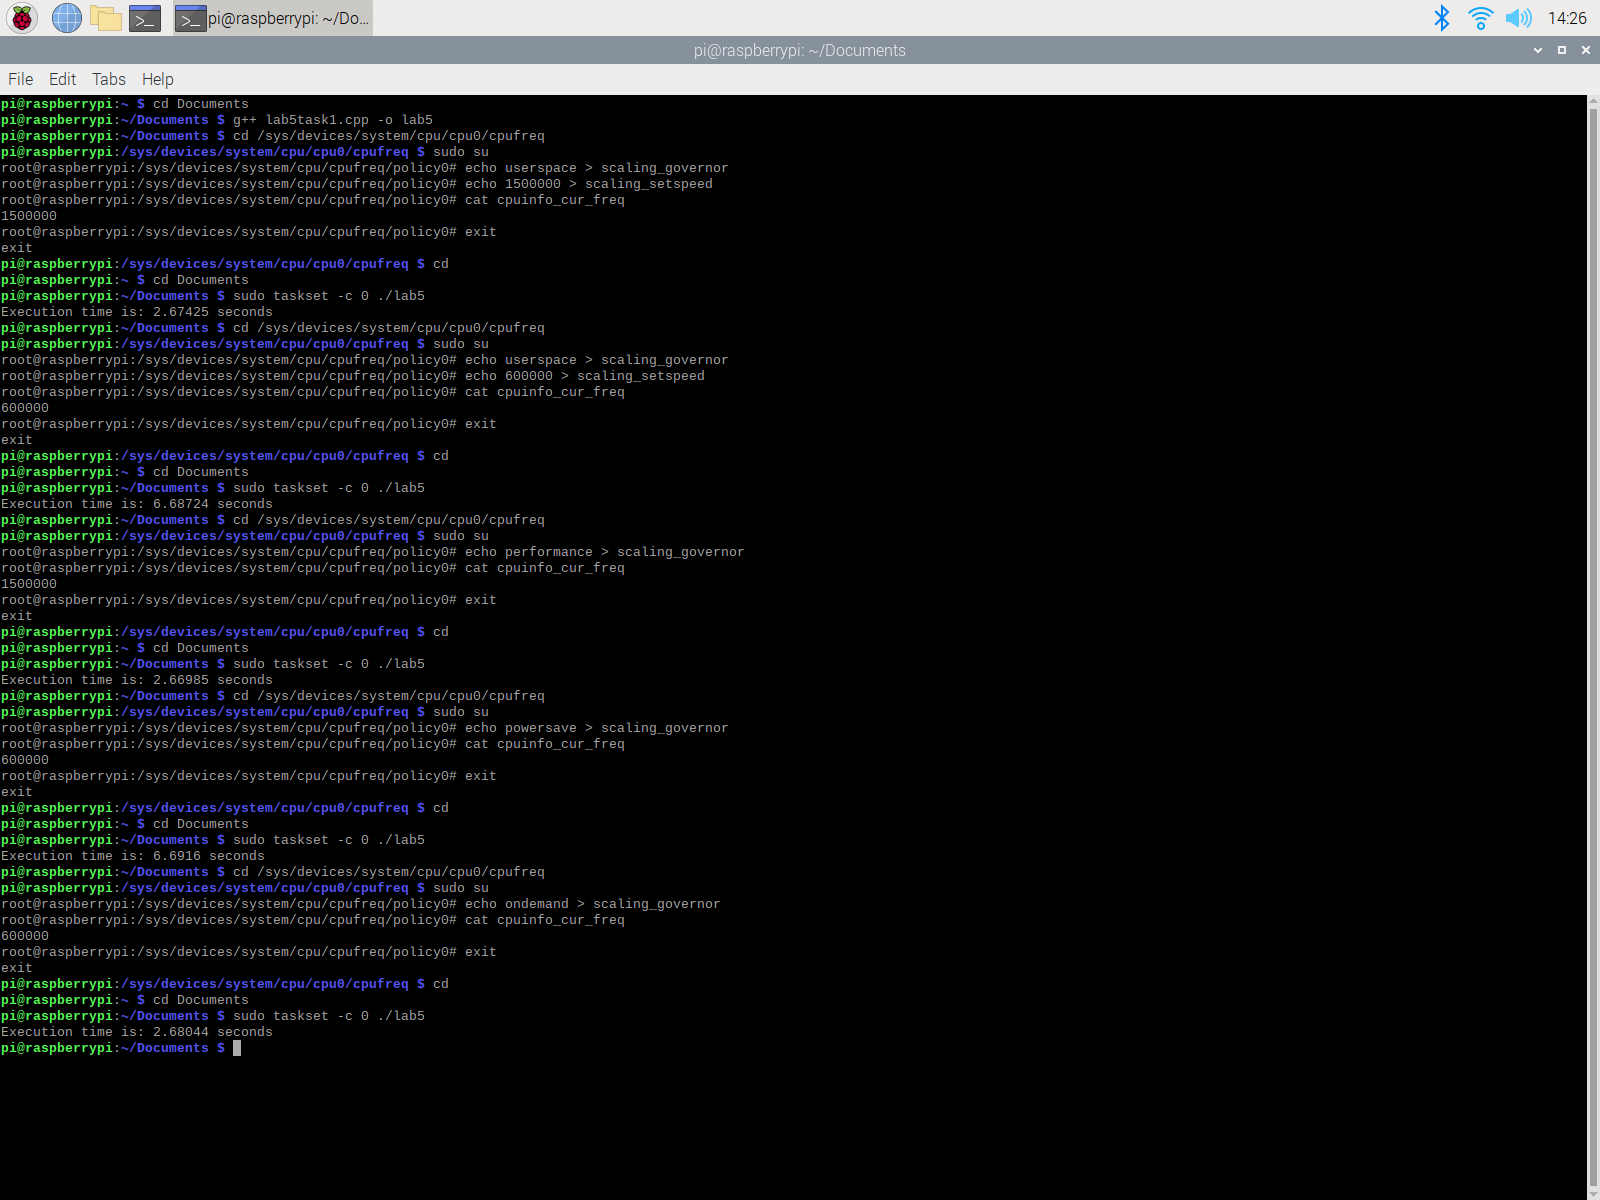 pi@raspberrypi: ~/Do...
14:26
pi@raspberrypi: ~/Documents
File Edit Tabs Help
pi@raspberrypi:~ $ cd Documents
pi@raspberrypi:~/Documents $ g++ lab5task1.cpp -o lab5
pi@raspberrypi:~/Documents $ cd /sys/devices/system/cpu/cpu0/cpufreq
pi@raspberrypi:/sys/devices/system/cpu/cpu0/cpufreq $ sudo su
root@raspberrypi:/sys/devices/system/cpu/cpufreq/policy0# echo userspace > scaling_governor
root@raspberrypi:/sys/devices/system/cpu/cpufreq/policy0# echo 1500000 > scaling_setspeed
root@raspberrypi:/sys/devices/system/cpu/cpufreq/policy0# cat cpuinfo_cur_freq
1500000
root@raspberrypi:/sys/devices/system/cpu/cpufreq/policy0# exit
exit
pi@raspberrypi:/sys/devices/system/cpu/cpu0/cpufreq $ cd
pi@raspberrypi:~ $ cd Documents
pi@raspberrypi:~/Documents $ sudo taskset -c 0 ./lab5
Execution time is: 2.67425 seconds
pi@raspberrypi:~/Documents $ cd /sys/devices/system/cpu/cpu0/cpufreq
pi@raspberrypi:/sys/devices/system/cpu/cpu0/cpufreq $ sudo su
root@raspberrypi:/sys/devices/system/cpu/cpufreq/policy0# echo userspace > scaling_governor
root@raspberrypi:/sys/devices/system/cpu/cpufreq/policy0# echo 600000 > scaling_setspeed
root@raspberrypi:/sys/devices/system/cpu/cpufreq/policy0# cat cpuinfo_cur_freq
600000
root@raspberrypi:/sys/devices/system/cpu/cpufreq/policy0# exit
exit
pi@raspberrypi:/sys/devices/system/cpu/cpu0/cpufreq $ cd
pi@raspberrypi:~ $ cd Documents
pi@raspberrypi:~/Documents $ sudo taskset -c 0 ./lab5
Execution time is: 6.68724 seconds
pi@raspberrypi:~/Documents $ cd /sys/devices/system/cpu/cpu0/cpufreq
pi@raspberrypi:/sys/devices/system/cpu/cpu0/cpufreq $ sudo su
root@raspberrypi:/sys/devices/system/cpu/cpufreq/policy0# echo performance > scaling_governor
root@raspberrypi:/sys/devices/system/cpu/cpufreq/policy0# cat cpuinfo_cur_freq
1500000
root@raspberrypi:/sys/devices/system/cpu/cpufreq/policy0# exit
exit
pi@raspberrypi:/sys/devices/system/cpu/cpu0/cpufreq $ cd
pi@raspberrypi:~ $ cd Documents
pi@raspberrypi:~/Documents $ sudo taskset -c 0 ./lab5
Execution time is: 2.66985 seconds
pi@raspberrypi:~/Documents $ cd /sys/devices/system/cpu/cpu0/cpufreq
pi@raspberrypi:/sys/devices/system/cpu/cpu0/cpufreq $ sudo su
root@raspberrypi:/sys/devices/system/cpu/cpufreq/policy0# echo powersave > scaling_governor
root@raspberrypi:/sys/devices/system/cpu/cpufreq/policy0# cat cpuinfo_cur_freq
600000
root@raspberrypi:/sys/devices/system/cpu/cpufreq/policy0# exit
exit
pi@raspberrypi:/sys/devices/system/cpu/cpu0/cpufreq $ cd
pi@raspberrypi:~ $ cd Documents
pi@raspberrypi:~/Documents $ sudo taskset -c 0 ./lab5
Execution time is: 6.6916 seconds
pi@raspberrypi:~/Documents $ cd /sys/devices/system/cpu/cpu0/cpufreq
pi@raspberrypi:/sys/devices/system/cpu/cpu0/cpufreq $ sudo su
root@raspberrypi:/sys/devices/system/cpu/cpufreq/policy0# echo ondemand > scaling_governor
root@raspberrypi:/sys/devices/system/cpu/cpufreq/policy0# cat cpuinfo_cur_freq
600000
root@raspberrypi:/sys/devices/system/cpu/cpufreq/policy0# exit
exit
pi@raspberrypi:/sys/devices/system/cpu/cpu0/cpufreq $ cd
pi@raspberrypi:~ $ cd Documents
pi@raspberrypi:~/Documents $ sudo taskset -c 0 ./lab5
Execution time is: 2.68044 seconds
pi@raspberrypi:~/Documents $